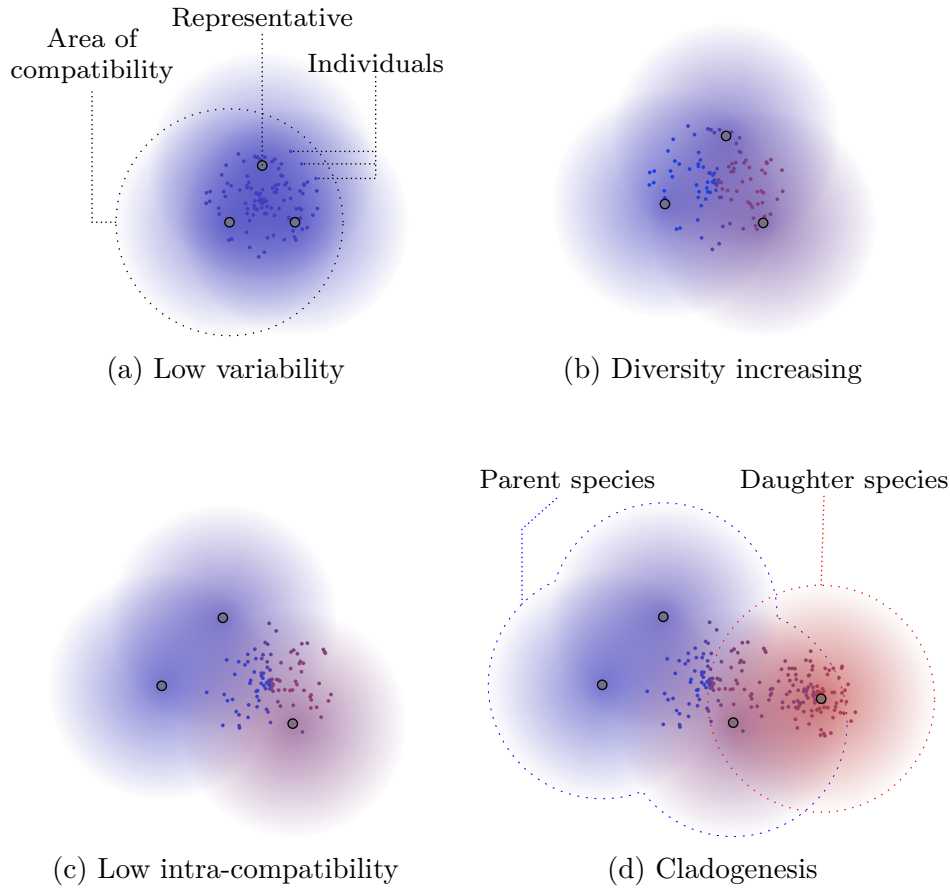 Representative
Area of
compatibility
Individuals
(a) Low variability
(b) Diversity increasing
Parent species
Daughter species
(c) Low intra-compatibility
(d) Cladogenesis